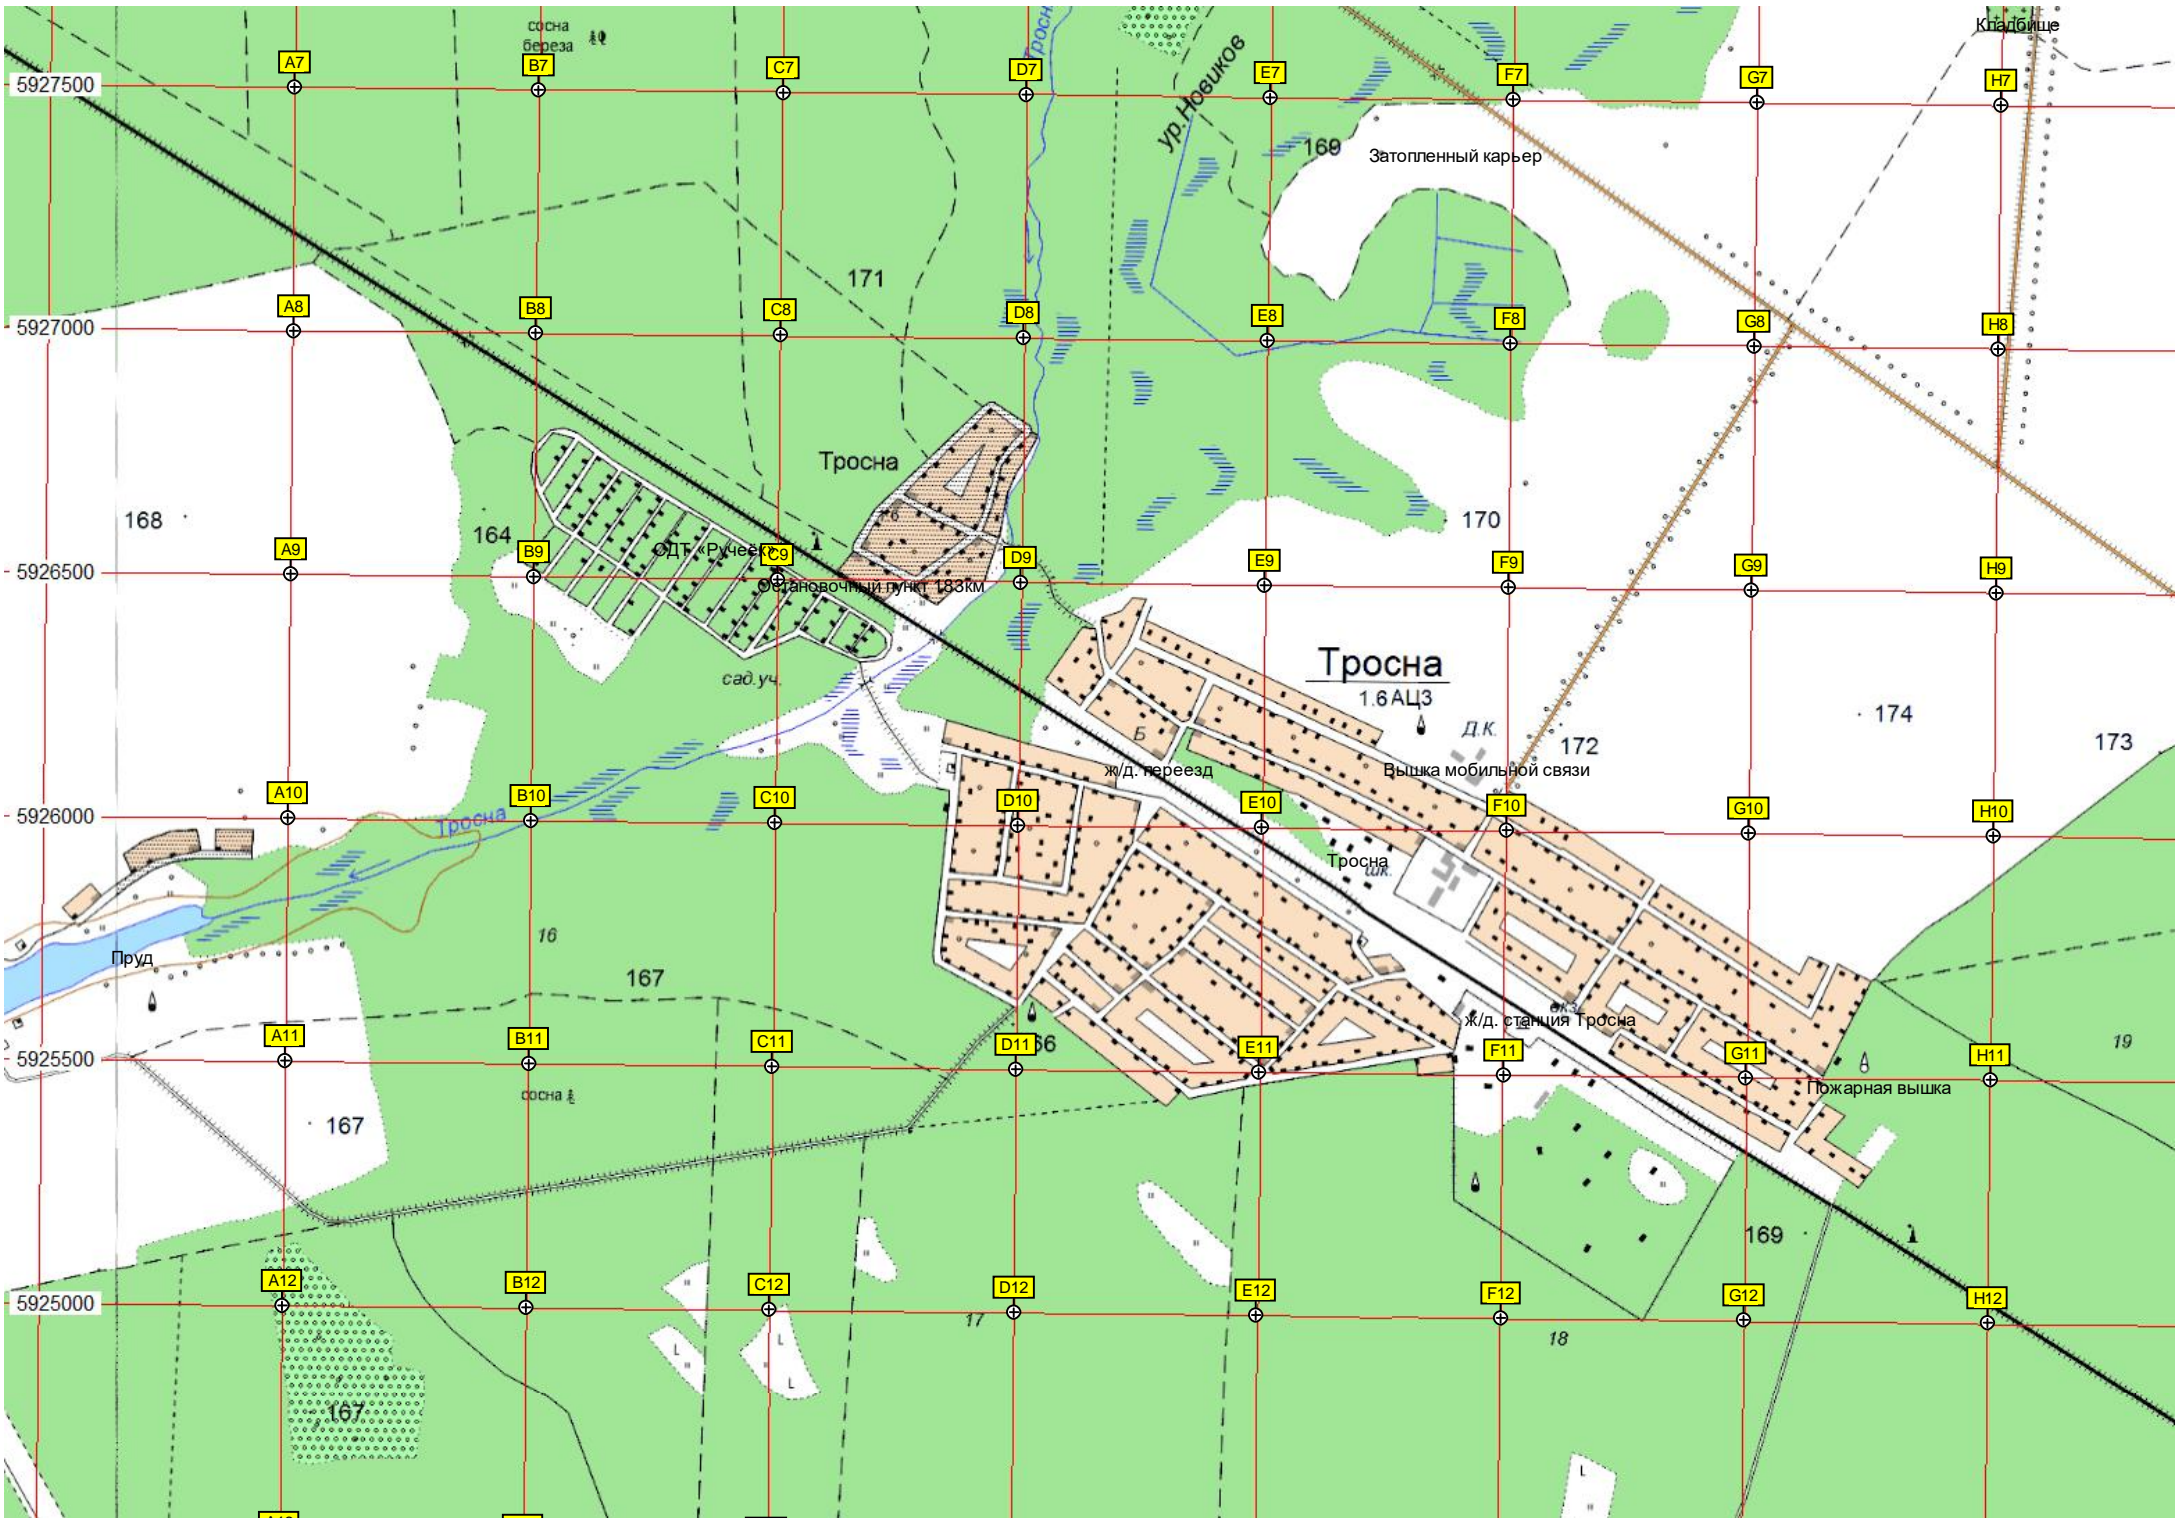 сосна
береза
Тросн
Кладбище
A7
B7
C7
D7
E7
F7
G7
H7
5927500
ур. Новиков
169
Затопленный карьер
171
A8
B8
C8
D8
E8
F8
G8
H8
5927000
Тросна
168
164
170
A9
B9
СДТ «Ручеёк»
C9
D9
E9
F9
G9
H9
5926500
Остановочный пункт 183км
Тросна
1.6 АЦЗ
сад.уч.
174
Д.К.
172
173
Б
ж/д. переезд
Вышка мобильной связи
A10
B10
C10
D10
E10
F10
G10
H10
5926000
Тросна
Тросна
шк.
16
Пруд
167
ж/д. станция Тросна
A11
B11
C11
D11
E11
F11
G11
H11
19
5925500
Пожарная вышка
сосна
167
169
A12
B12
C12
D12
E12
F12
G12
H12
5925000
17
18
L
L
L
167
L